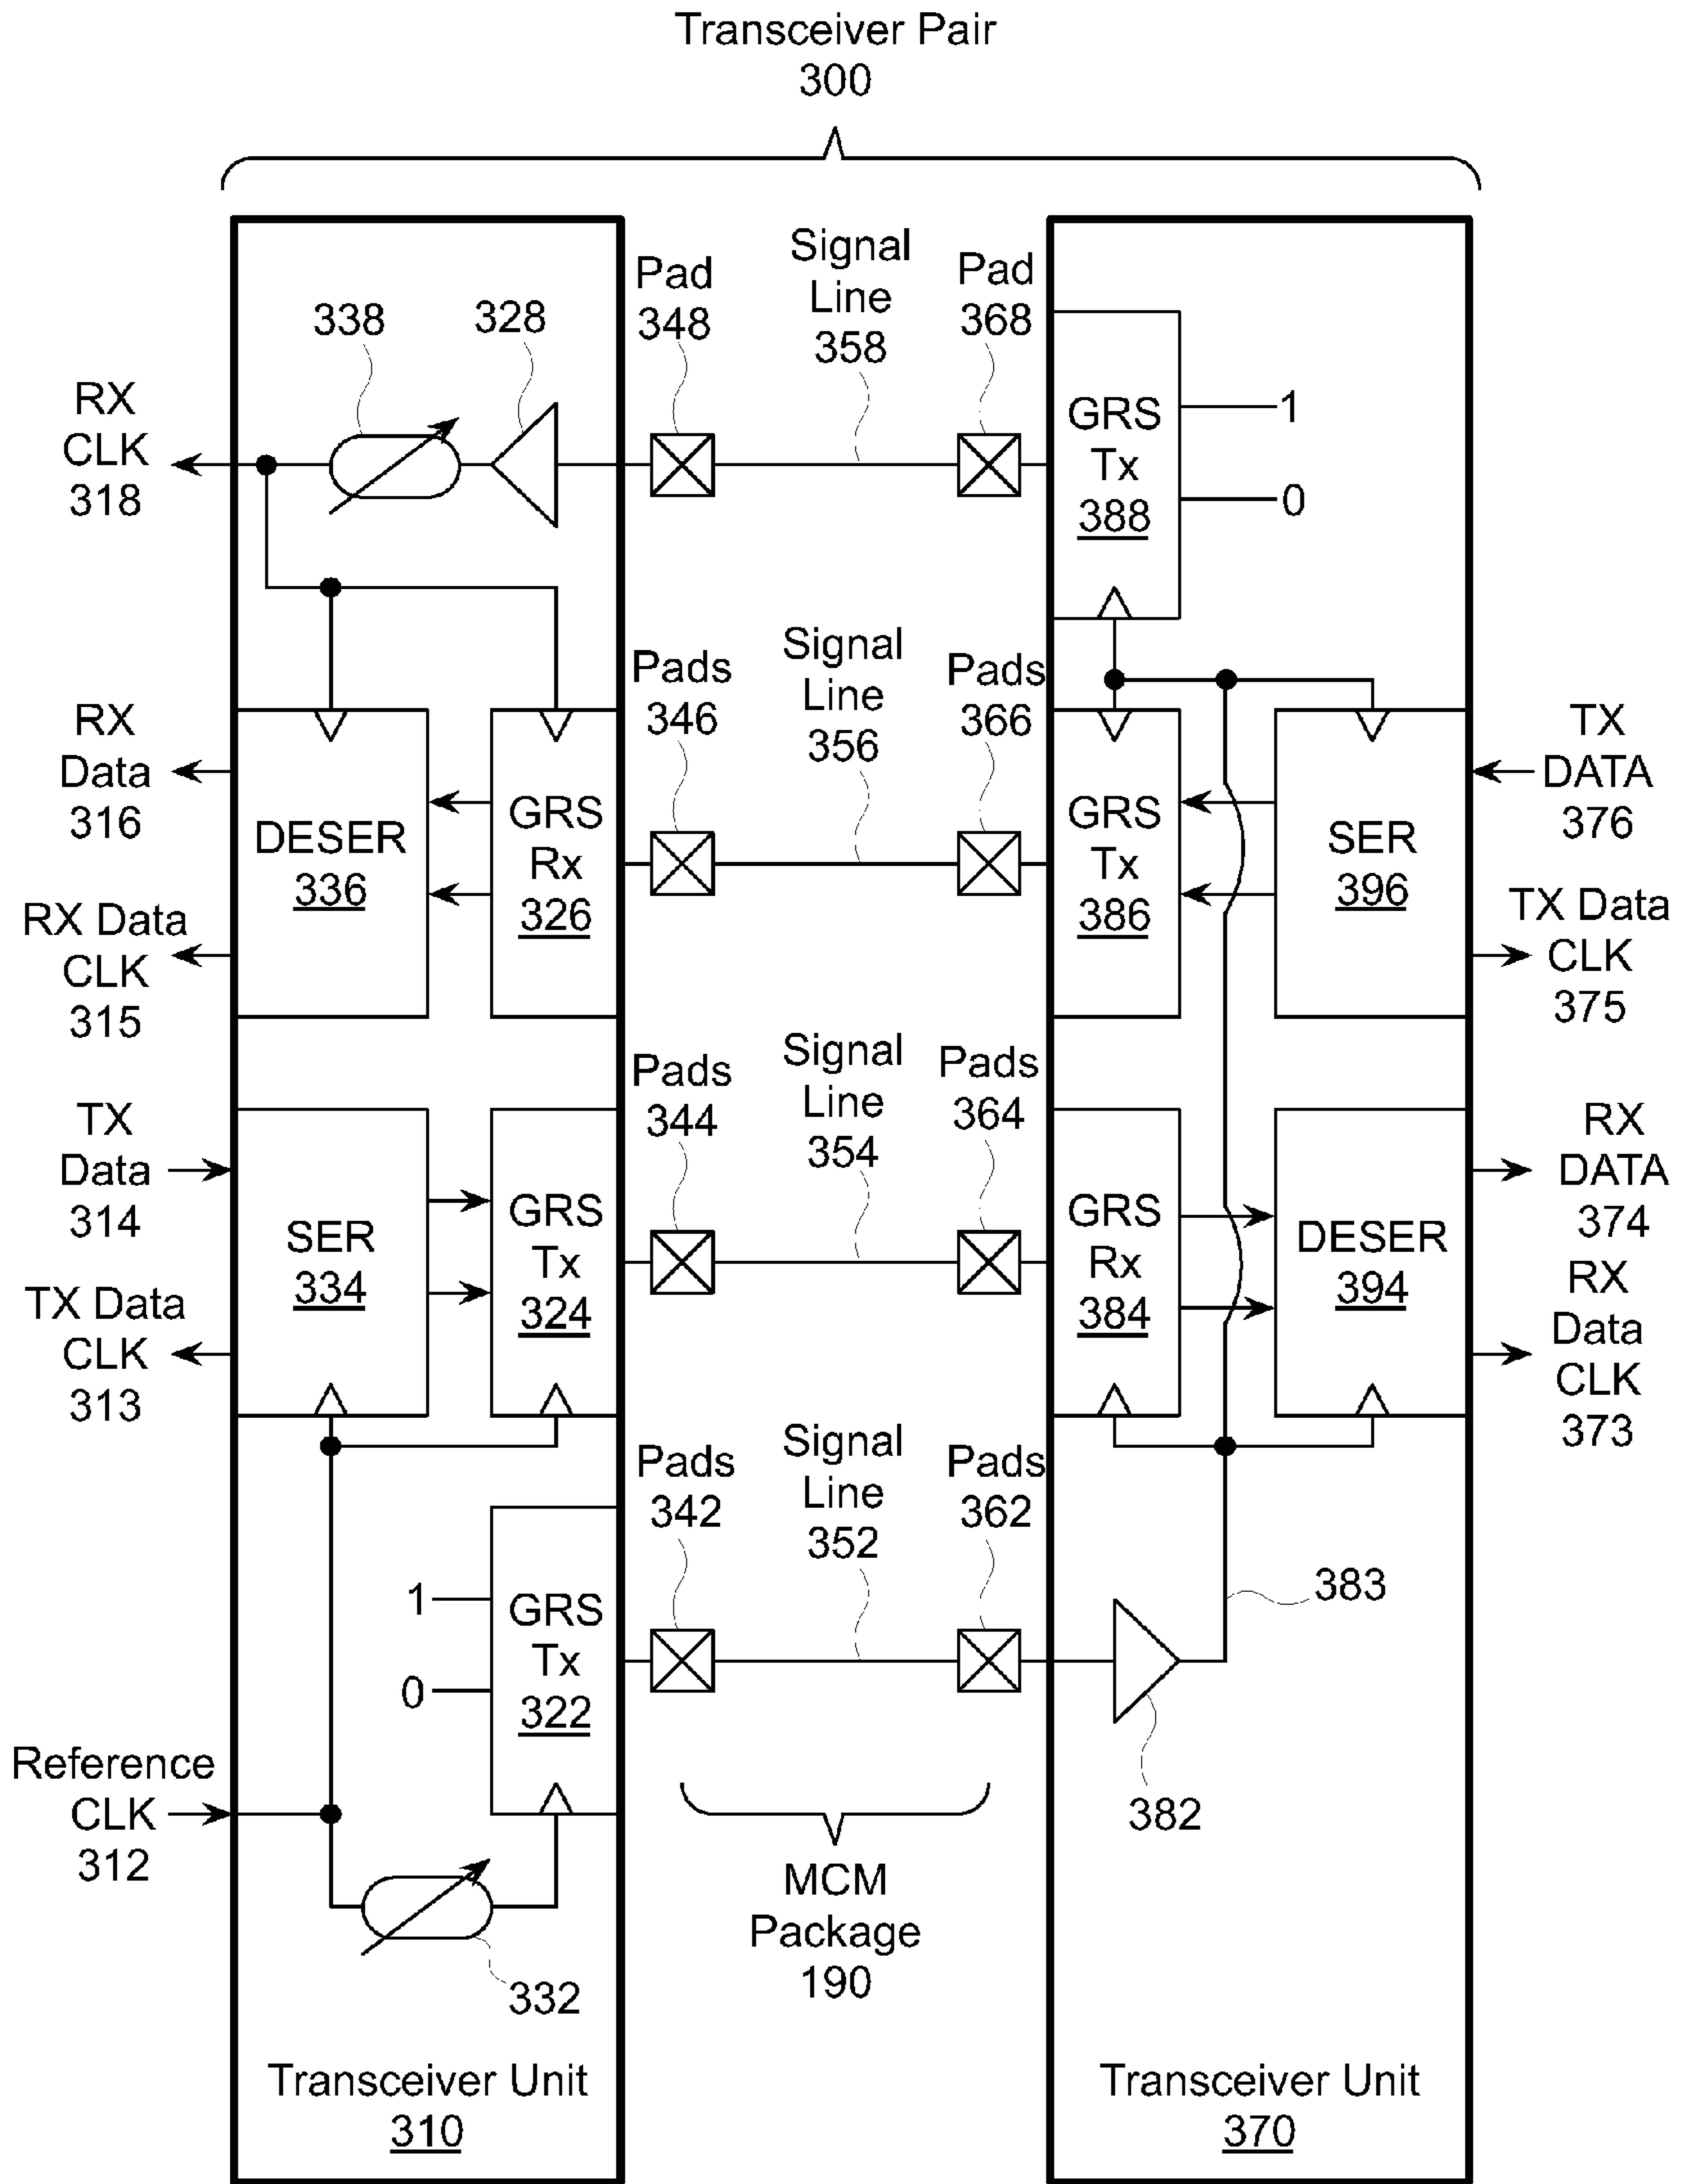 Transceiver Pair
300
338
328
Pad
348
Signal
Line
358
Pad
368
RX
CLK
318
GRS
Tx
388
1
0
Pads
346
Signal
Line
356
Pads
366
RX
Data
316
RX Data
CLK
315
DESER
336
GRS
Rx
326
GRS
Tx
386
SER
396
TX
DATA
376
TX Data
CLK
375
Pads
344
Signal
Line
354
Pads
364
TX
Data
314
TX Data
CLK
313
SER
334
GRS
Tx
324
GRS
Rx
384
DESER
394
RX
DATA
374
RX
Data
CLK
373
Pads
342
Signal
Line
352
Pads
362
1
0
GRS
Tx
322
383
382
Reference
CLK
312
332
MCM
Package
190
Transceiver Unit
310
Transceiver Unit
370